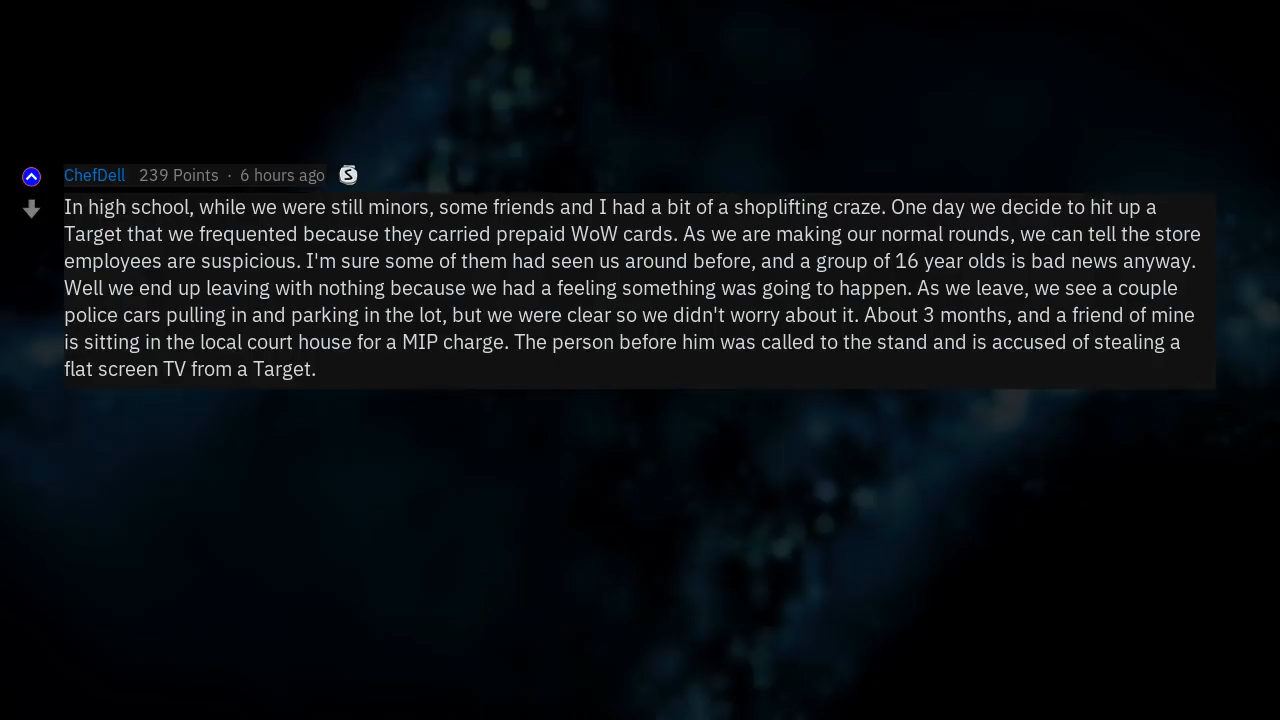 ChefDell 239 Points · 6 hours ago S
In high school, while we were still minors, some friends and I had a bit of a shoplifting craze. One day we decide to hit up a
Target that we frequented because they carried prepaid WoW cards. As we are making our normal rounds, we can tell the store
employees are suspicious. I'm sure some of them had seen us around before, and a group of 16 year olds is bad news anyway.
Well we end up leaving with nothing because we had a feeling something was going to happen. As we leave, we see a couple
police cars pulling in and parking in the lot, but we were clear so we didn't worry about it. About 3 months, and a friend of mine
is sitting in the local court house for a MIP charge. The person before him was called to the stand and is accused of stealing a
flat screen TV from a Target.